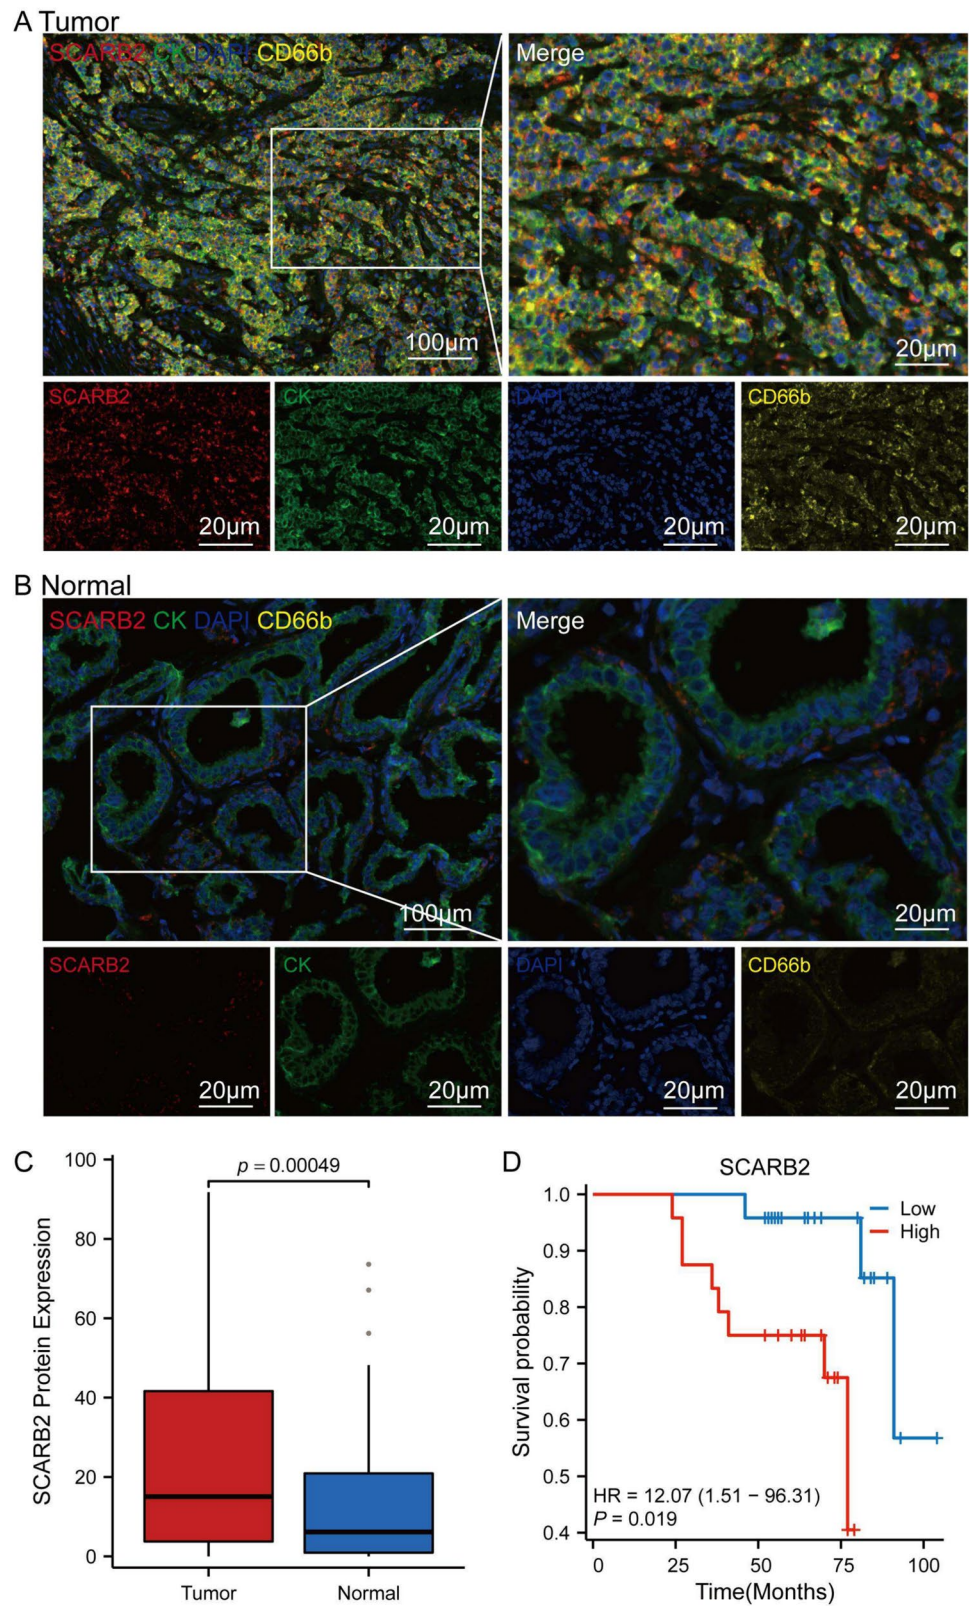 A Tumor
SCARB2 CK DAPI CD66b
Merge
100μm
20μm
SCARB2
CK
DAPI
CD66b
20μm
20μm
20μm
20μm
B Normal
SCARB2 CK DAPI CD66b
Merge
100μm
20μm
SCARB2
CK
DAPI
CD66b
20μm
20μm
20μm
20μm
C
100
80
60
40
20
0
SCARB2 Protein Expression
p = 0.00049
Tumor
Normal
D
SCARB2
Low
High
1.0
0.9
0.8
0.7
0.6
0.5
0.4
Survival probability
HR = 12.07 (1.51 − 96.31)
P = 0.019
0
25
50
75
100
Time(Months)